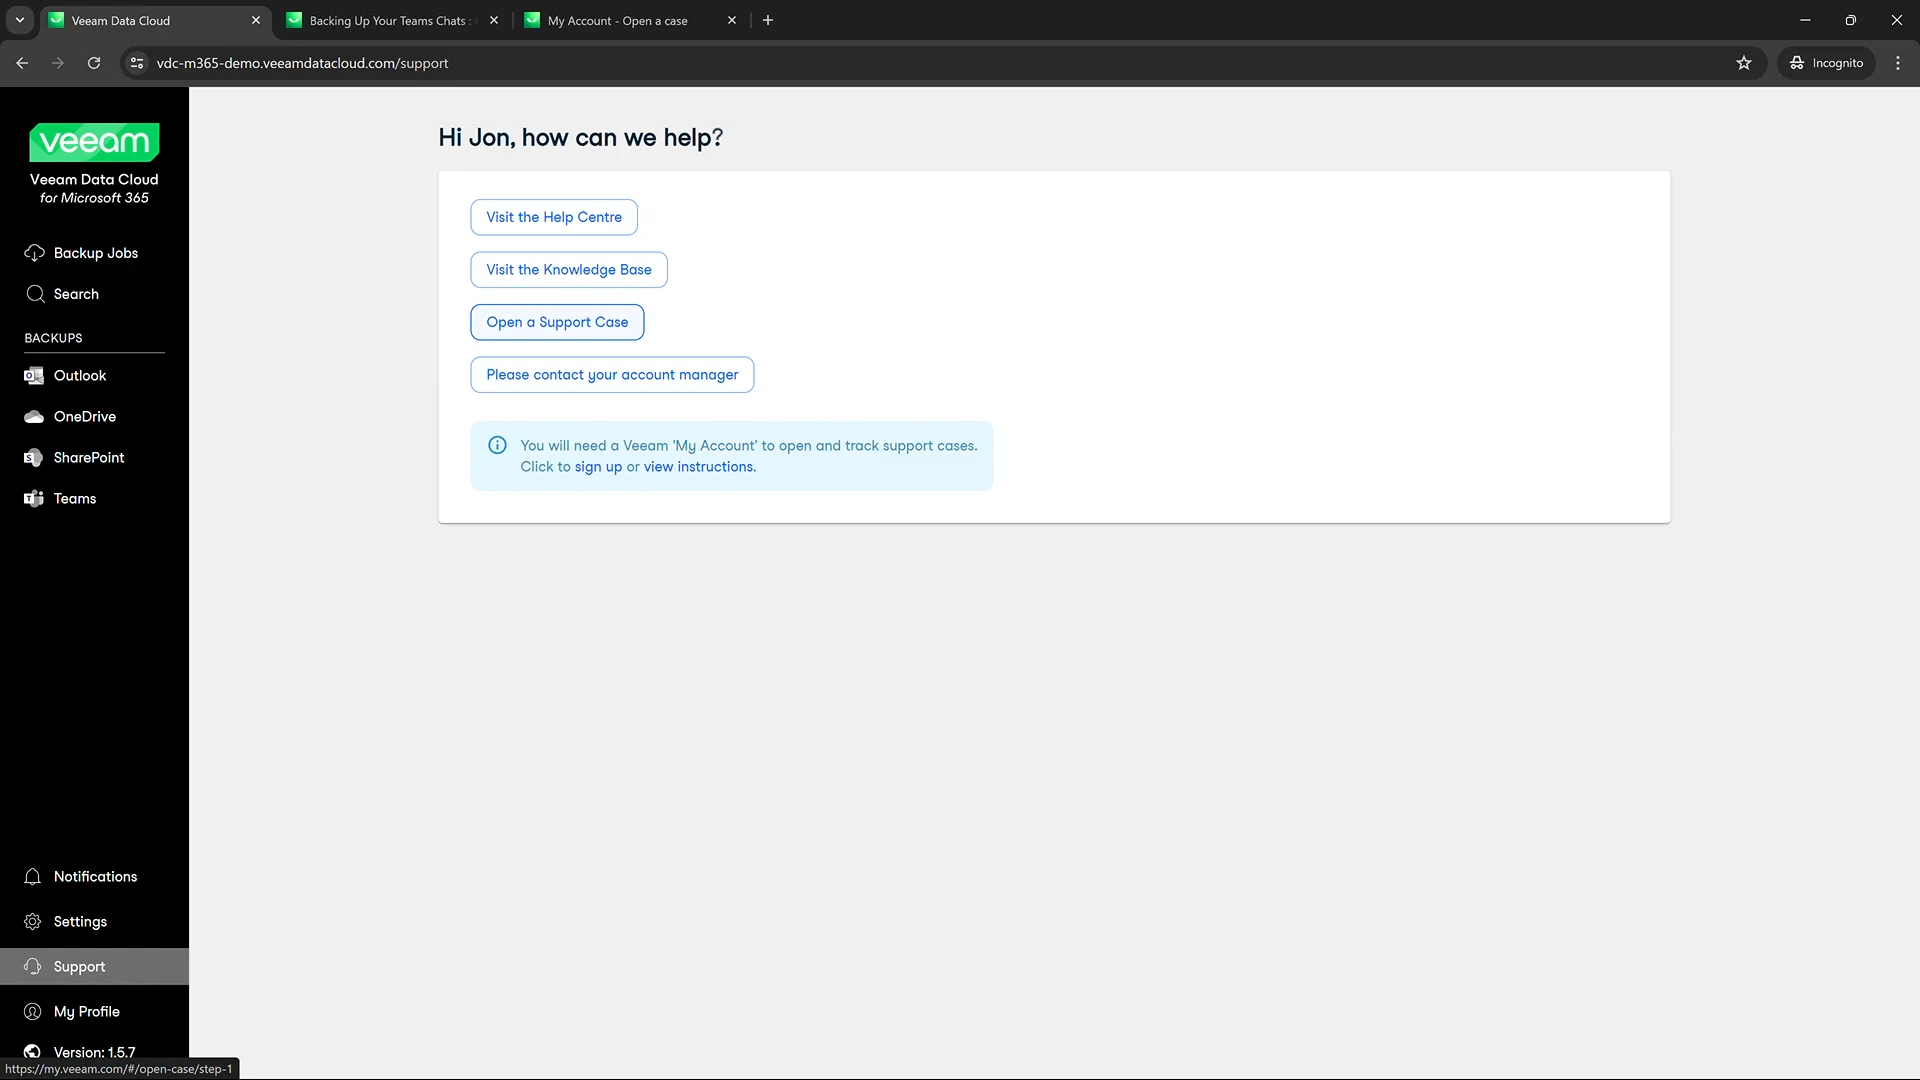 Veeam Data Cloud
Backing Up Your Teams Chats :
My Account - Open a case
vdc-m365-demo.veeamdatacloud.com/support
Incognito
veeam
Veeam Data Cloud
for Microsoft 365
Backup Jobs
Search
BACKUPS
Outlook
OneDrive
SharePoint
Teams
Notifications
Settings
Support
My Profile
Version: 1.5.7
https://my.veeam.com/#/open-case/step-1
Hi Jon, how can we help?
Visit the Help Centre
Visit the Knowledge Base
Open a Support Case
Please contact your account manager
You will need a Veeam 'My Account' to open and track support cases.
Click to sign up or view instructions.